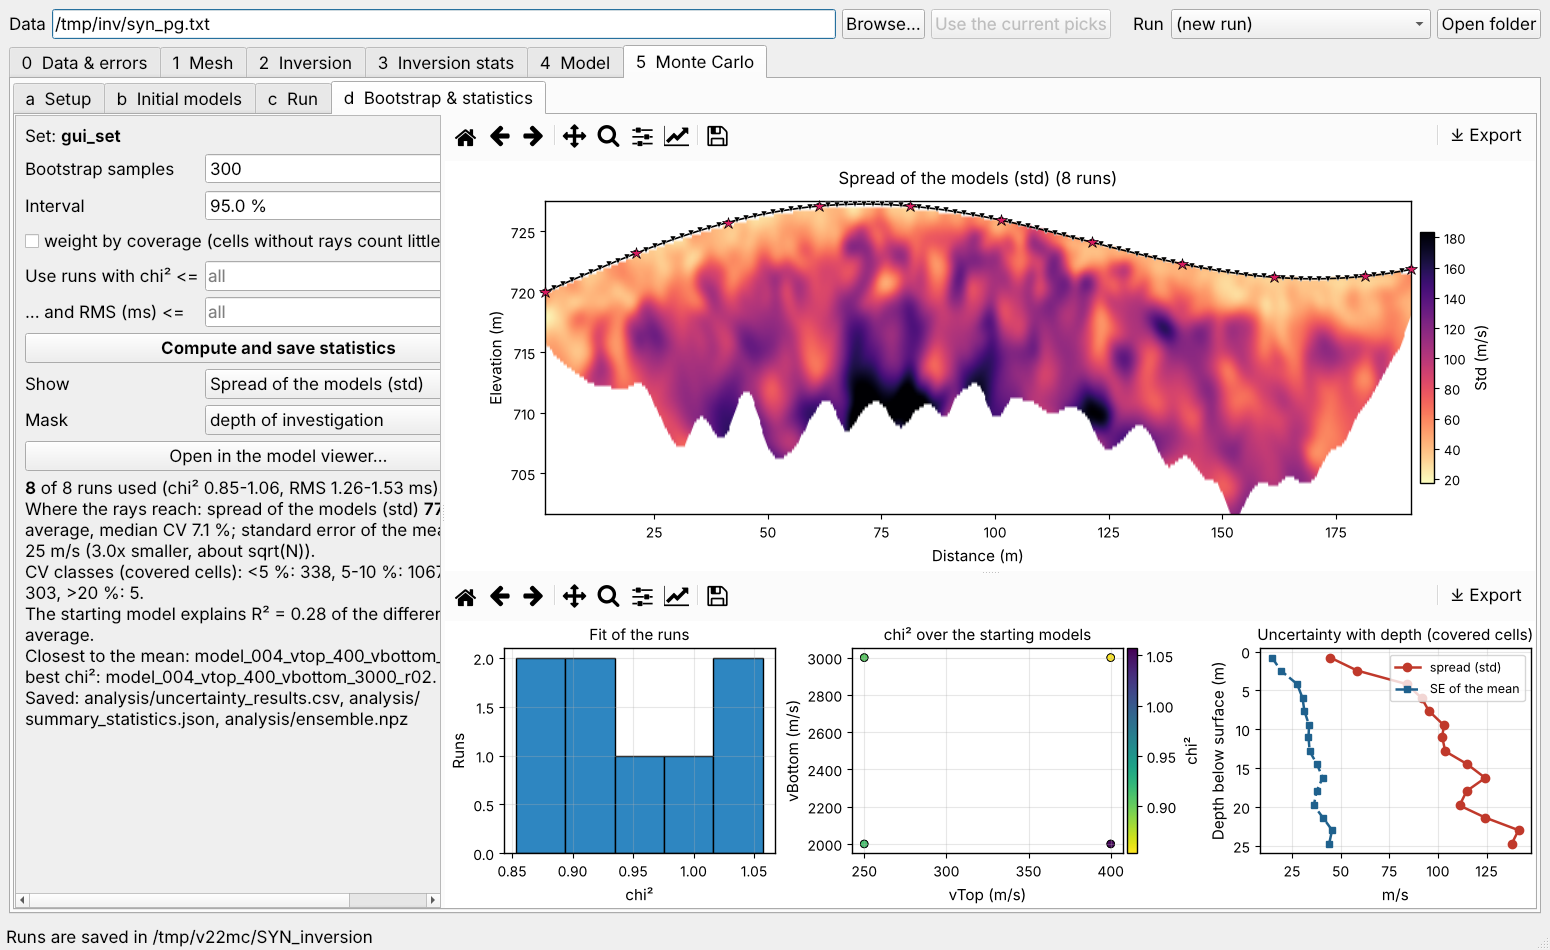 Data /tmp/inv/syn_pg.txt Browse... Use the current picks Run (new run) Open folder
0 Data & errors 1 Mesh 2 Inversion 3 Inversion stats 4 Model 5 Monte Carlo
a Setup b Initial models c Run d Bootstrap & statistics
Set: gui_set
Bootstrap samples 300
Interval 95.0 %
weight by coverage (cells without rays count little
Use runs with chi² <= all
... and RMS (ms) <= all
Compute and save statistics
Show Spread of the models (std)
Mask depth of investigation
Open in the model viewer...
8 of 8 runs used (chi² 0.85-1.06, RMS 1.26-1.53 ms)
Where the rays reach: spread of the models (std) 77
average, median CV 7.1 %; standard error of the mea
25 m/s (3.0x smaller, about sqrt(N)).
CV classes (covered cells): <5 %: 338, 5-10 %: 1067
303, >20 %: 5.
The starting model explains R² = 0.28 of the differer
average.
Closest to the mean: model_004_vtop_400_vbottom_
best chi²: model_004_vtop_400_vbottom_3000_r02.
Saved: analysis/uncertainty_results.csv, analysis/
summary_statistics.json, analysis/ensemble.npz
Export
Spread of the models (std) (8 runs)
Elevation (m)
725
720
715
710
705
25 50 75 100 125 150 175
Distance (m)
180
160
140
120
100
80
60
40
20
Std (m/s)
Export
Fit of the runs
Runs
2.0
1.5
1.0
0.5
0.0
0.85 0.90 0.95 1.00 1.05
chi²
chi² over the starting models
vBottom (m/s)
3000
2800
2600
2400
2200
2000
250 300 350 400
vTop (m/s)
1.05
1.00
0.95
0.90
chi²
Uncertainty with depth (covered cells)
spread (std)
SE of the mean
Depth below surface (m)
0
5
10
15
20
25
25 50 75 100 125
m/s
Runs are saved in /tmp/v22mc/SYN_inversion